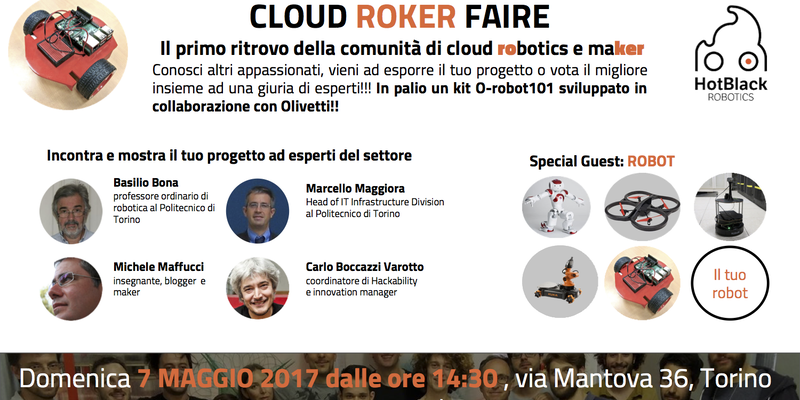 CLOUD ROKER FAIRE
Il primo ritrovo della comunità di cloud robotics e maker
Conosci altri appassionati, vieni ad esporre il tuo progetto o vota il migliore
insieme ad una giuria di esperti!!! In palio un kit O-robot101 sviluppato in
collaborazione con Olivetti!!
HotBlack
ROBOTICS
Incontra e mostra il tuo progetto ad esperti del settore
Basilio Bona
professore ordinario di
robotica al Politecnico di
Torino
Marcello Maggiora
Head of IT Infrastructure Division
al Politecnico di Torino
Michele Maffucci
insegnante, blogger e
maker
Carlo Boccazzi Varotto
coordinatore di Hackability
e innovation manager
Special Guest: ROBOT
Il tuo
robot
Domenica 7 MAGGIO 2017 dalle ore 14:30 , via Mantova 36, Torino